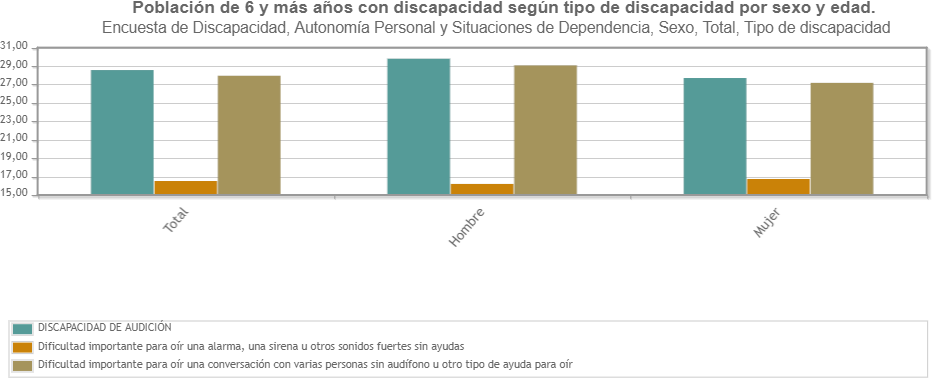 Población de 6 y más años con discapacidad según tipo de discapacidad por sexo y edad.
Encuesta de Discapacidad, Autonomía Personal y Situaciones de Dependencia, Sexo, Total, Tipo de discapacidad
31,00
29,00
27,00
25,00
23,00
21,00
19,00
17,00
15,00
Total
Hombre
Mujer
DISCAPACIDAD DE AUDICIÓN
Dificultad importante para oír una alarma, una sirena u otros sonidos fuertes sin ayudas
Dificultad importante para oír una conversación con varias personas sin audífono u otro tipo de ayuda para oír